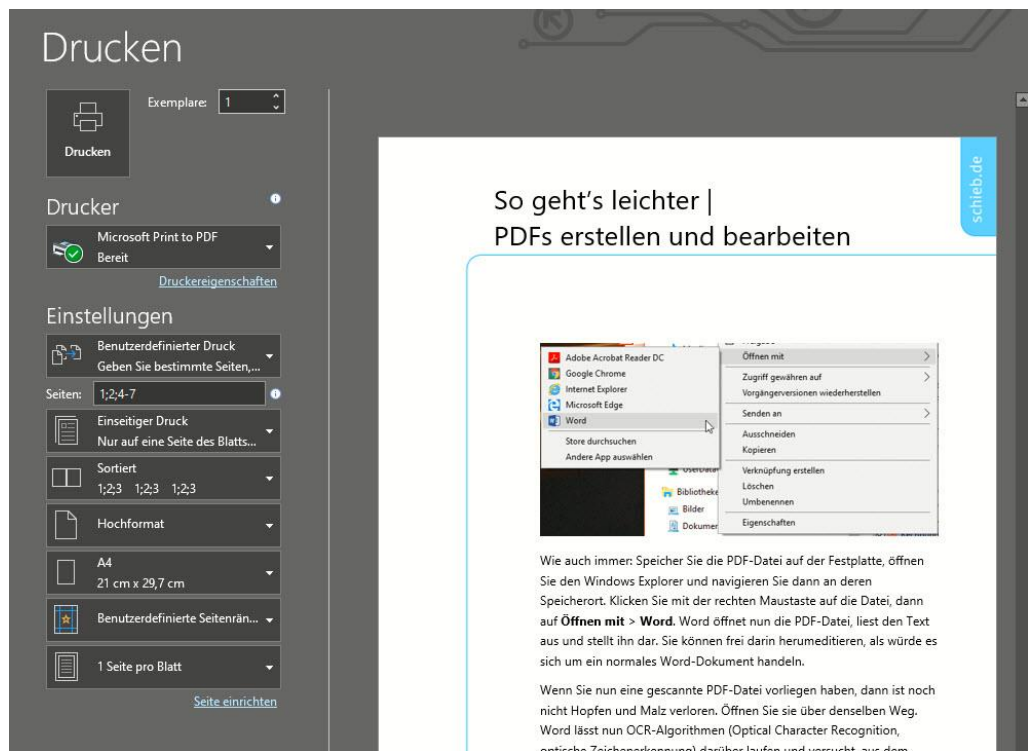 Drucken
Exemplare: 1
Drucken
Drucker
Microsoft Print to PDF
Bereit
Druckereigenschaften
Einstellungen
Benutzerdefinierter Druck
Geben Sie bestimmte Seiten,...
Seiten: 1;2;4-7
Einseitiger Druck
Nur auf eine Seite des Blatts...
Sortiert
1;2;3 1;2;3 1;2;3
Hochformat
A4
21 cm x 29,7 cm
Benutzerdefinierte Seitenrän...
1 Seite pro Blatt
Seite einrichten
schieb.de
So geht's leichter |
PDFs erstellen und bearbeiten
Adobe Acrobat Reader DC
Google Chrome
Internet Explorer
Microsoft Edge
Word
Store durchsuchen
Andere App auswählen
Öffnen mit
Zugriff gewähren auf
Vorgängerversionen wiederherstellen
Senden an
Ausschneiden
Kopieren
Verknüpfung erstellen
Löschen
Umbenennen
Eigenschaften
Bibliotheke
Bilder
Dokumer
Wie auch immer: Speicher Sie die PDF-Datei auf der Festplatte, öffnen
Sie den Windows Explorer und navigieren Sie dann an deren
Speicherort. Klicken Sie mit der rechten Maustaste auf die Datei, dann
auf Öffnen mit > Word. Word öffnet nun die PDF-Datei, liest den Text
aus und stellt ihn dar. Sie können frei darin herumeditieren, als würde es
sich um ein normales Word-Dokument handeln.
Wenn Sie nun eine gescannte PDF-Datei vorliegen haben, dann ist noch
nicht Hopfen und Malz verloren. Öffnen Sie sie über denselben Weg.
Word lässt nun OCR-Algorithmen (Optical Character Recognition,
optische Zeichenerkennung) darüber laufen und versucht, aus dem